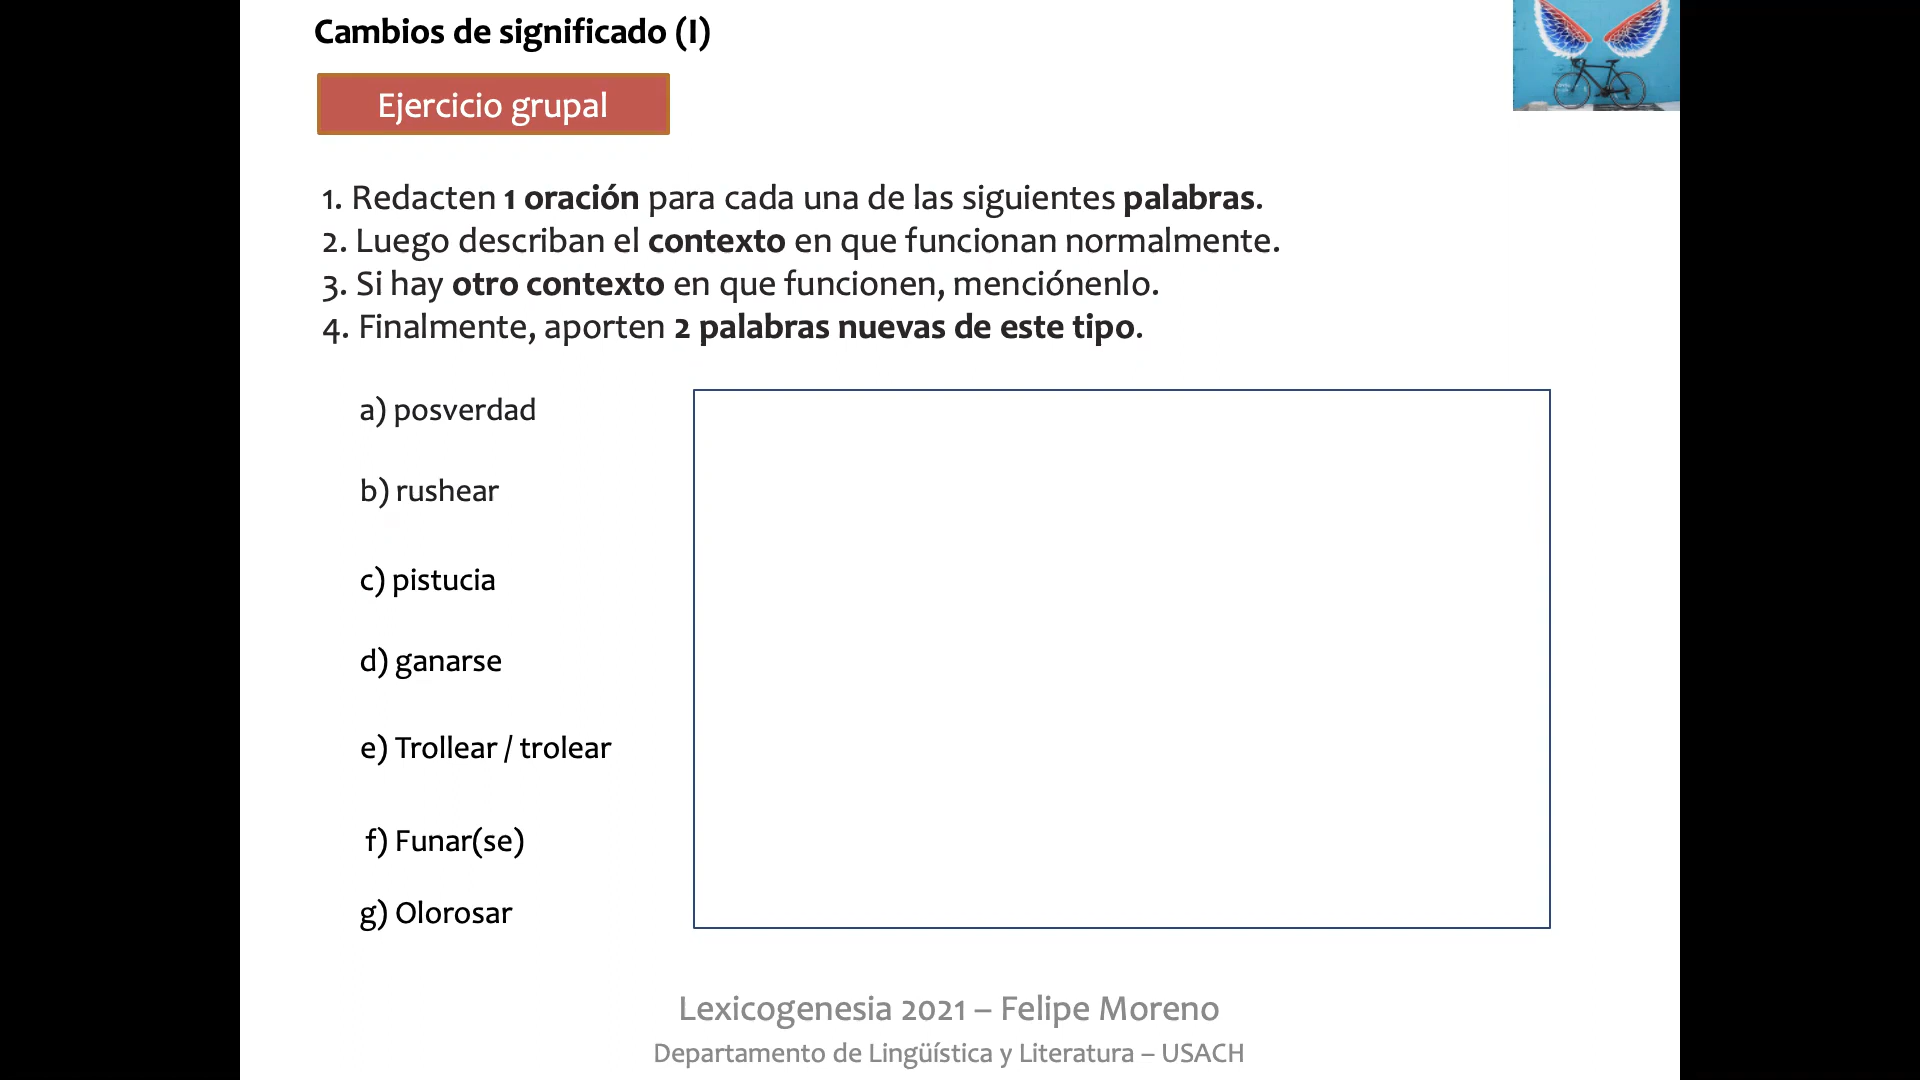 Cambios de significado (I)
Ejercicio grupal
1. Redacten 1 oración para cada una de las siguientes palabras.
2. Luego describan el contexto en que funcionan normalmente.
3. Si hay otro contexto en que funcionen, menciónenlo.
4. Finalmente, aporten 2 palabras nuevas de este tipo.
a) posverdad
b) rushear
c) pistucia
d) ganarse
e) Trollear / trolear
f) Funar(se)
g) Olorosar
Lexicogenesia 2021 – Felipe Moreno
Departamento de Lingüística y Literatura – USACH